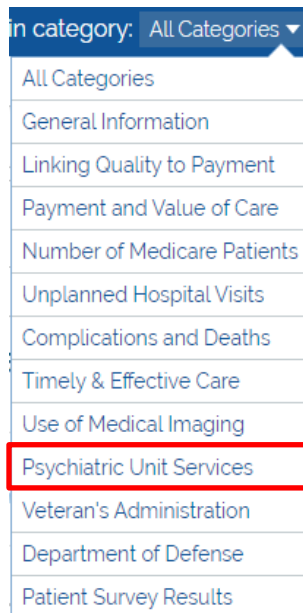 in category: All Categories
All Categories
General Information
Linking Quality to Payment
Payment and Value of Care
Number of Medicare Patients
Unplanned Hospital Visits
Complications and Deaths
Timely & Effective Care
Use of Medical Imaging
Psychiatric Unit Services
Veteran's Administration
Department of Defense
Patient Survey Results